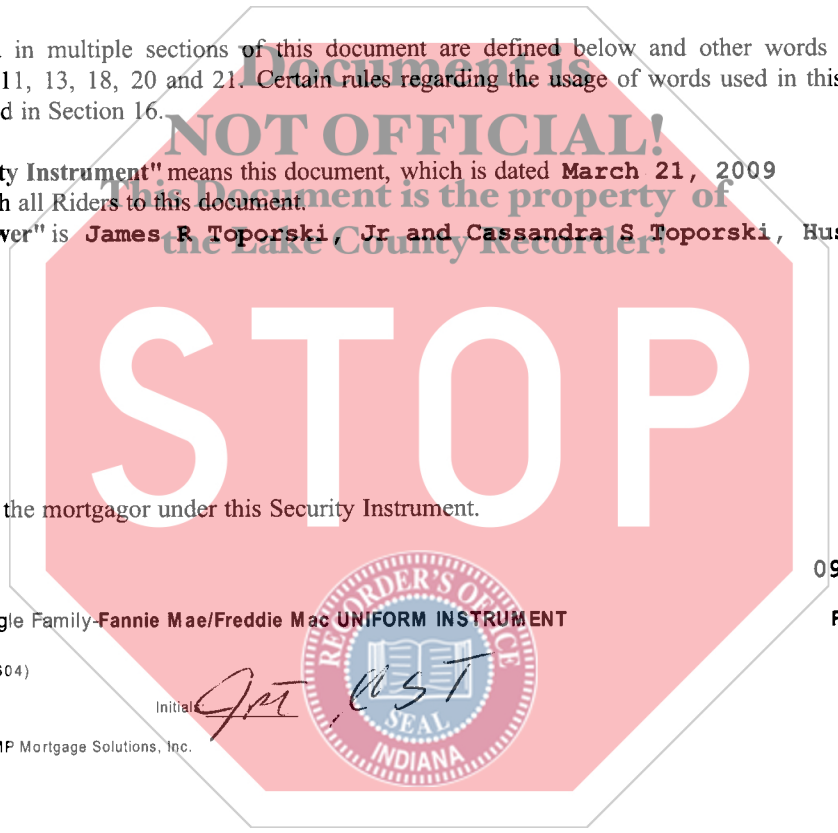 in multiple sections of this document are defined below and other words
11, 13, 18, 20 and 21. Certain rules regarding the usage of words used in this
d in Section 16.
Document is
NOT OFFICIAL!
This Document is the property of
the Lake County Recorder!
ty Instrument" means this document, which is dated March 21, 2009
h all Riders to this document.
wer" is James R Toporski, Jr and Cassandra S Toporski, Hus
STOP
the mortgagor under this Security Instrument.
09
gle Family-Fannie Mae/Freddie Mac UNIFORM INSTRUMENT
604)
Initials:
MP Mortgage Solutions, Inc.
RECORDER'S OFFICE
SEAL
INDIANA